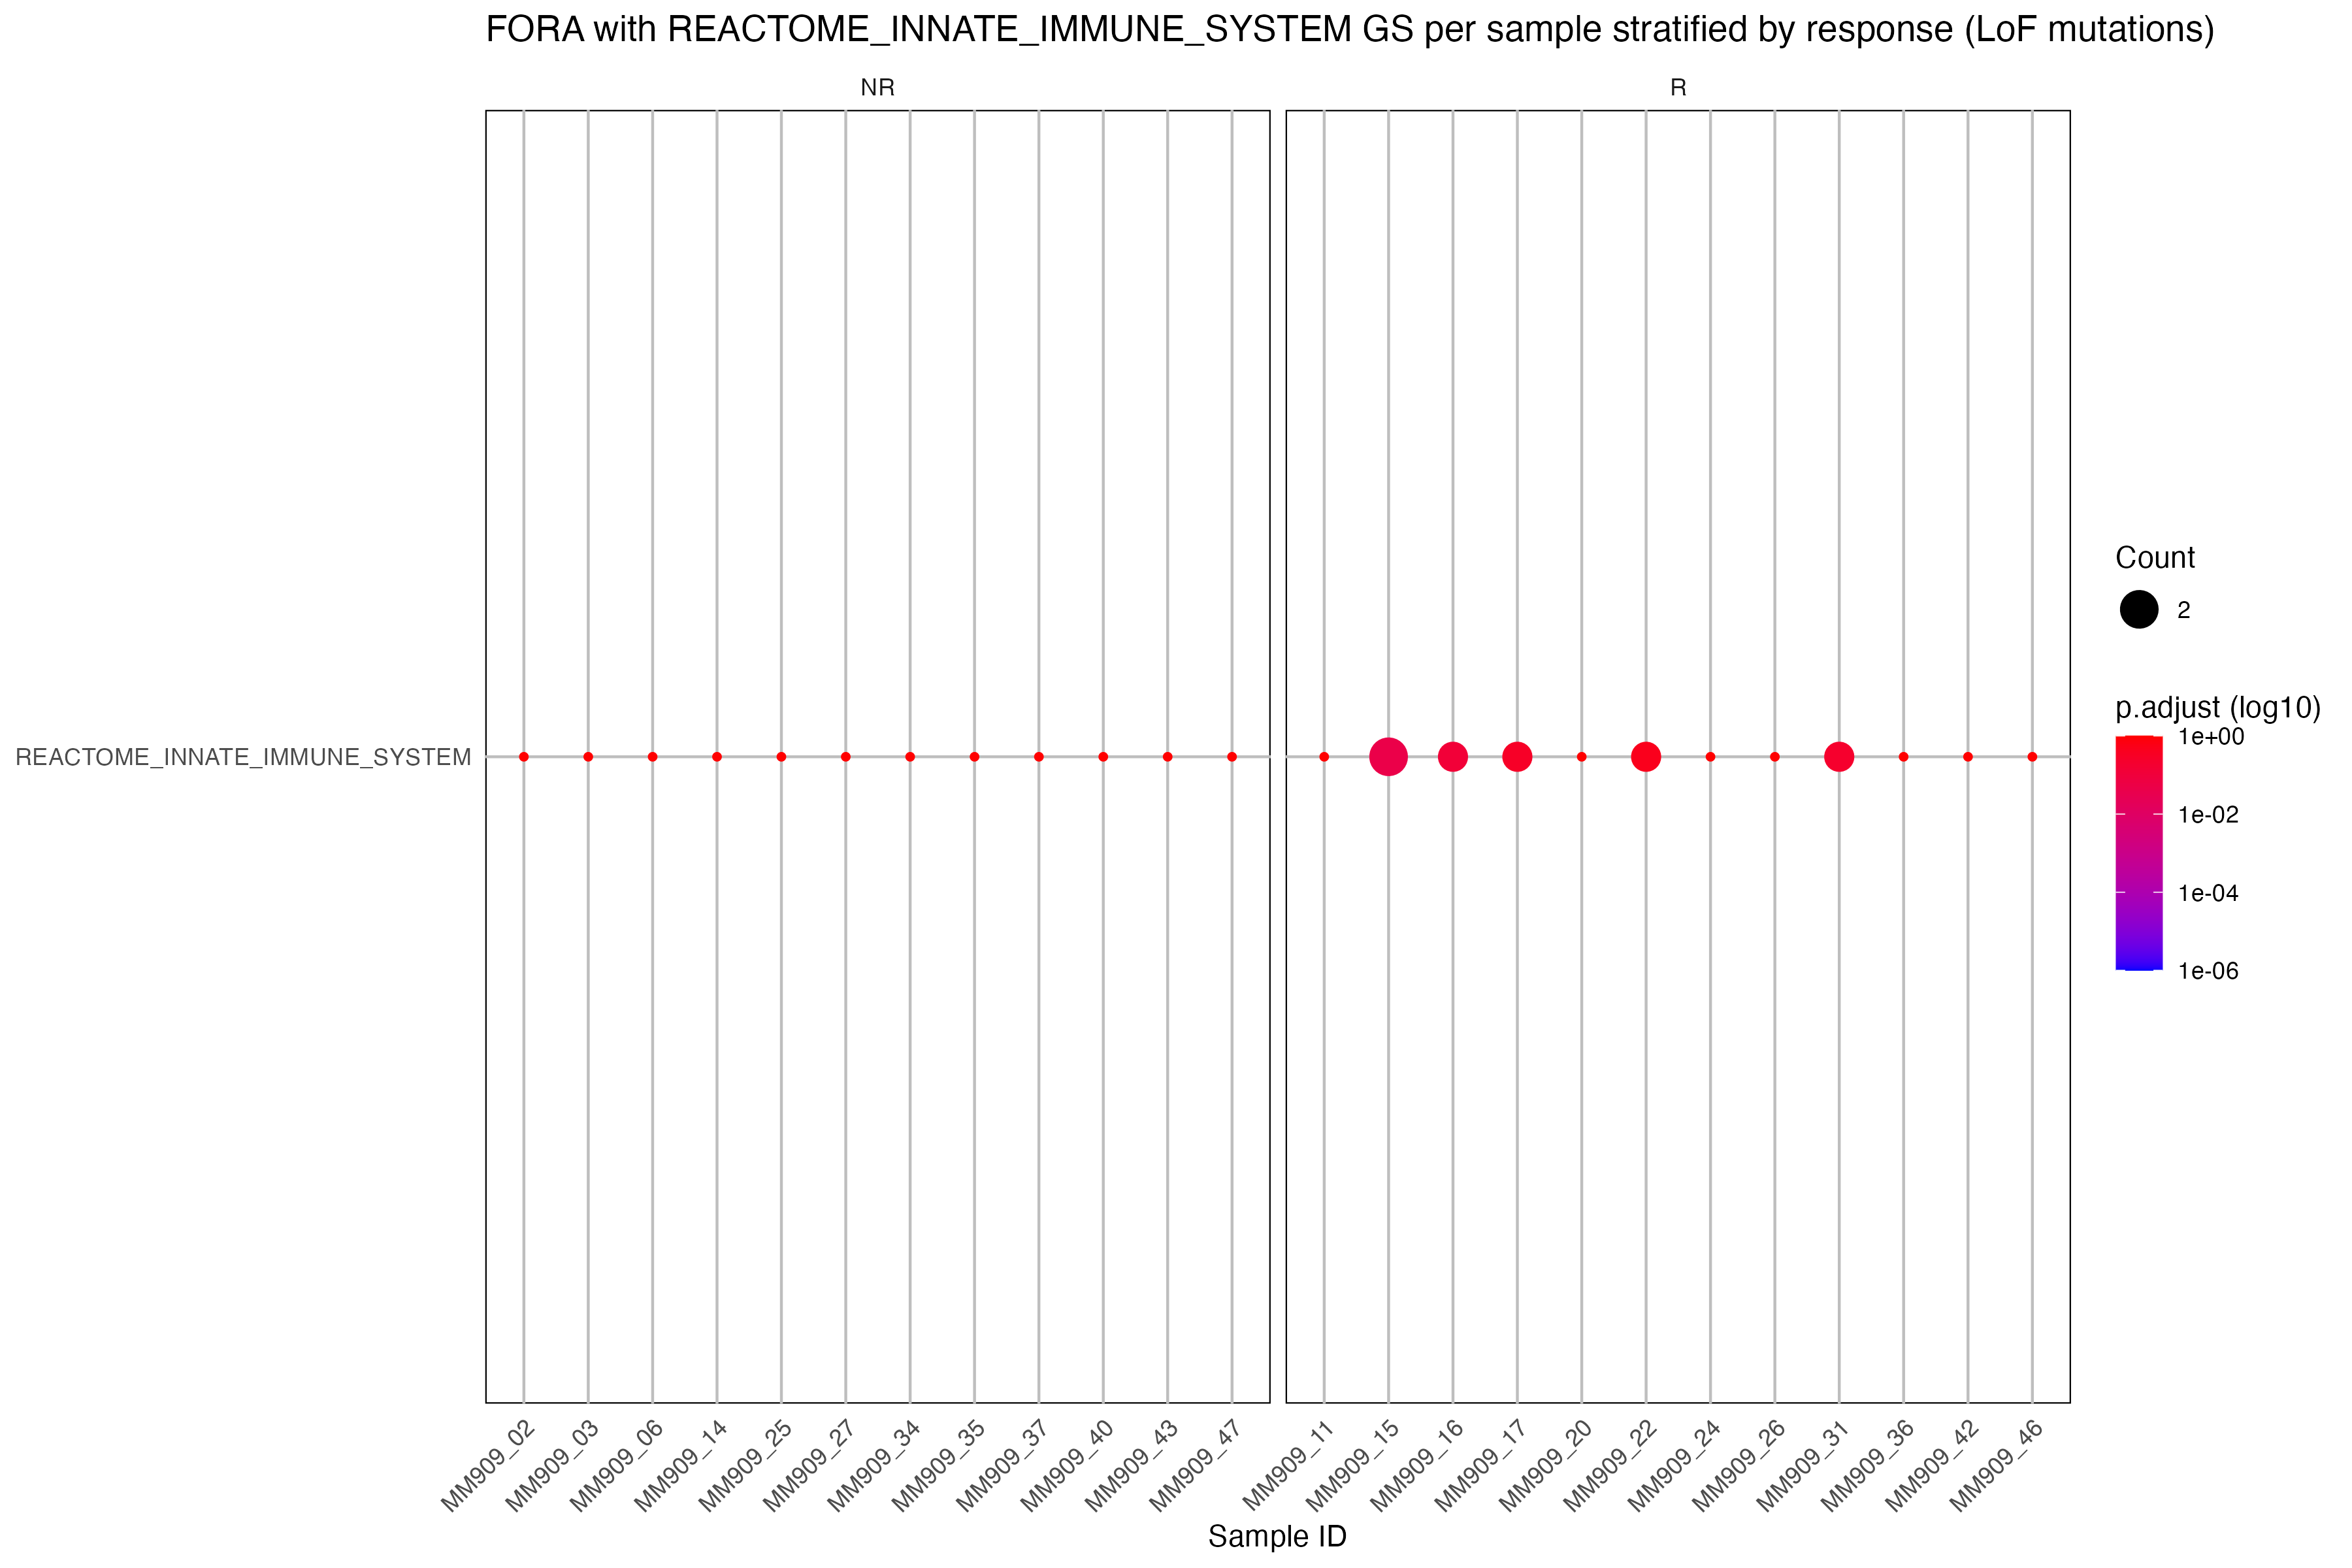 FORA with REACTOME_INNATE_IMMUNE_SYSTEM GS per sample stratified by response (LoF mutations)
NR
R
REACTOME_INNATE_IMMUNE_SYSTEM
MM909_02
MM909_03
MM909_06
MM909_14
MM909_25
MM909_27
MM909_34
MM909_35
MM909_37
MM909_40
MM909_43
MM909_47
MM909_11
MM909_15
MM909_16
MM909_17
MM909_20
MM909_22
MM909_24
MM909_26
MM909_31
MM909_36
MM909_42
MM909_46
Sample ID
Count
2
p.adjust (log10)
1e+00
1e-02
1e-04
1e-06